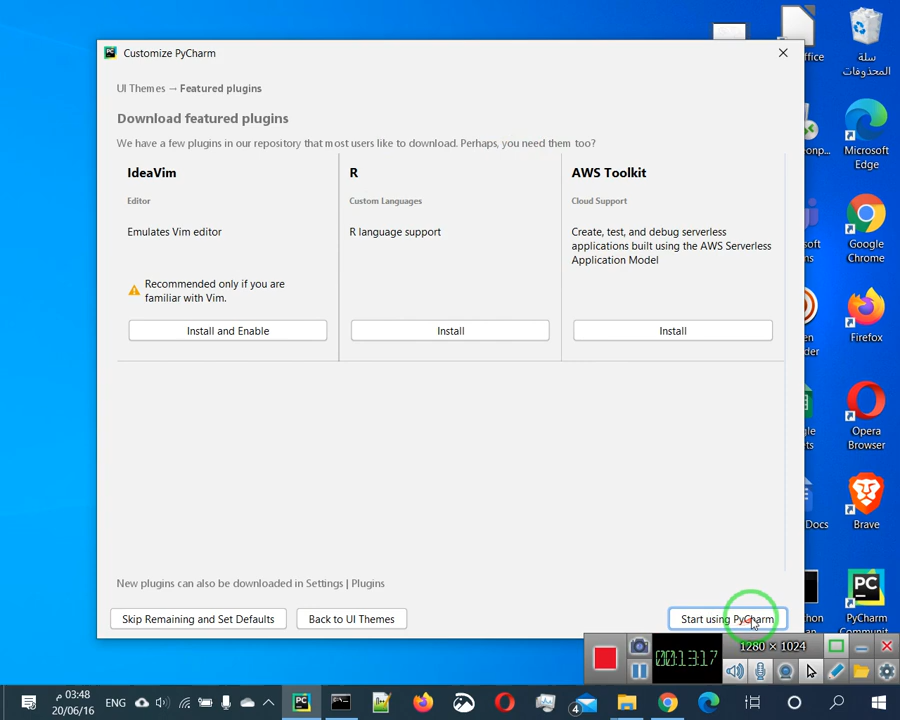 Customize PyCharm
UI Themes → Featured plugins
Download featured plugins
We have a few plugins in our repository that most users like to download. Perhaps, you need them too?
IdeaVim
Editor
Emulates Vim editor
Recommended only if you are
familiar with Vim.
Install and Enable
R
Custom Languages
R language support
Install
AWS Toolkit
Cloud Support
Create, test, and debug serverless
applications built using the AWS Serverless
Application Model
Install
New plugins can also be downloaded in Settings | Plugins
Skip Remaining and Set Defaults
Back to UI Themes
Start using PyCharm
سلة
المحذوفات
Microsoft
Edge
Google
Chrome
Firefox
Opera
Browser
Docs
Brave
PyCharm
00:13:17
1280 × 1024
03:48 م
20/06/16
ENG
4